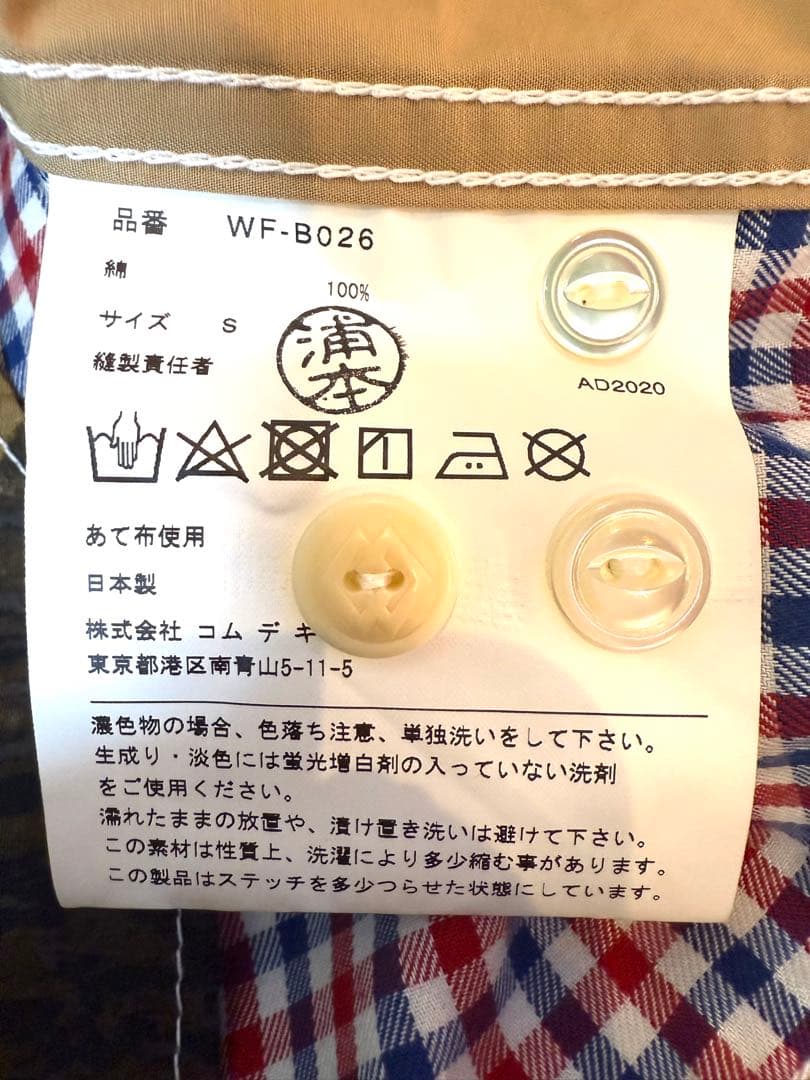 品番 WF-B026
綿
100%
サイズ S
縫製責任者
浦本
AD2020
あて布使用
日本製
株式会社 コム デ キ
東京都港区南青山5-11-5
濃色物の場合、色落ち注意、単独洗いをして下さい。
生成り・淡色には蛍光増白剤の入っていない洗剤
をご使用ください。
濡れたままの放置や、漬け置き洗いは避けて下さい。
この素材は性質上、洗濯により多少縮む事があります。
この製品はステッチを多少つらせた状態にしています。